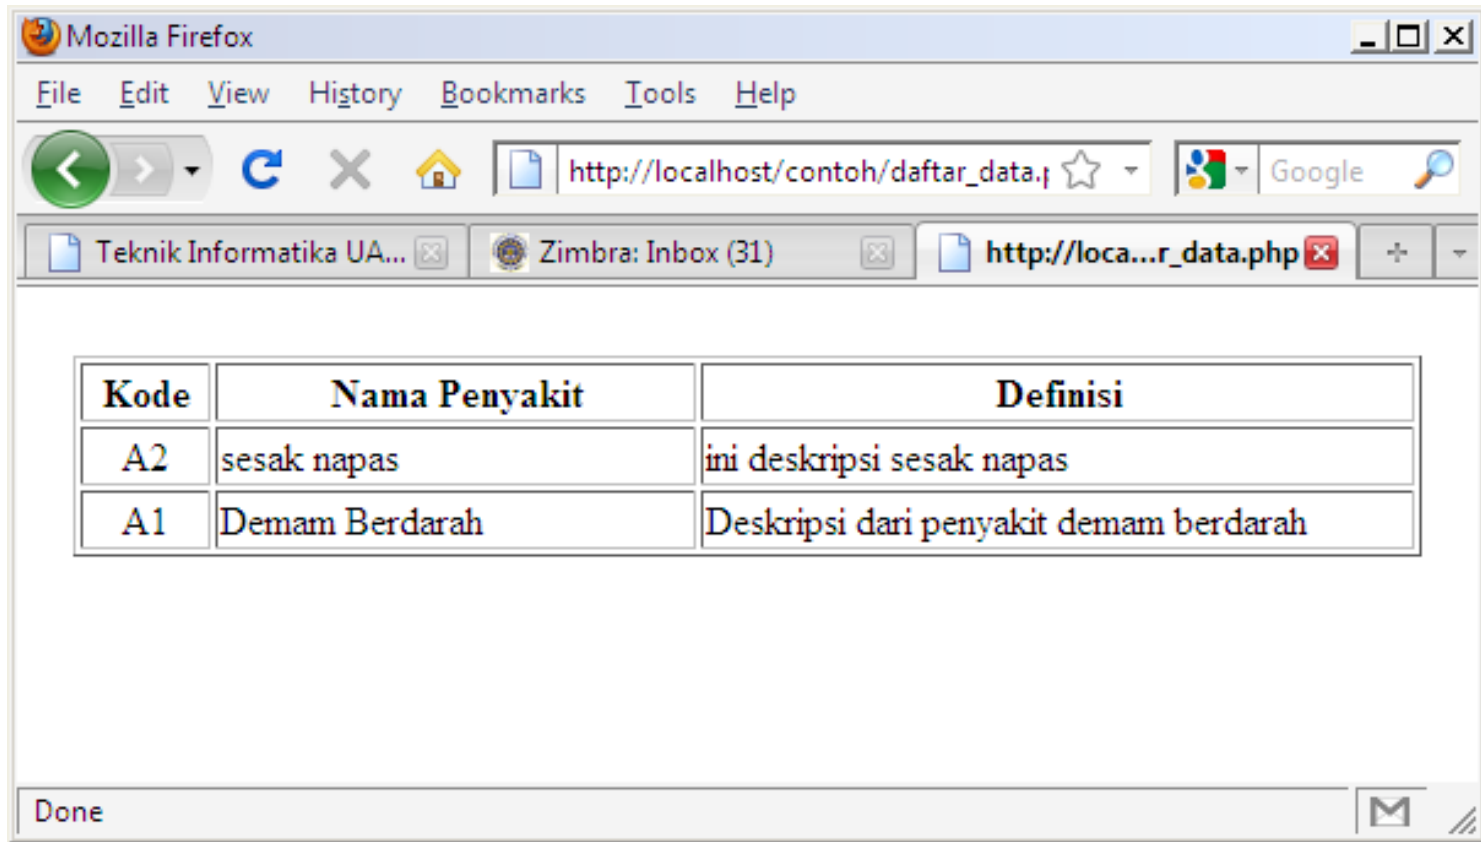 Mozilla Firefox
File Edit View History Bookmarks Tools Help
http://localhost/contoh/daftar_data.p Google
Teknik Informatika UA... Zimbra: Inbox (31) http://loca...r_data.php
Kode Nama Penyakit Definisi
A2 sesak napas ini deskripsi sesak napas
A1 Demam Berdarah Deskripsi dari penyakit demam berdarah
Done